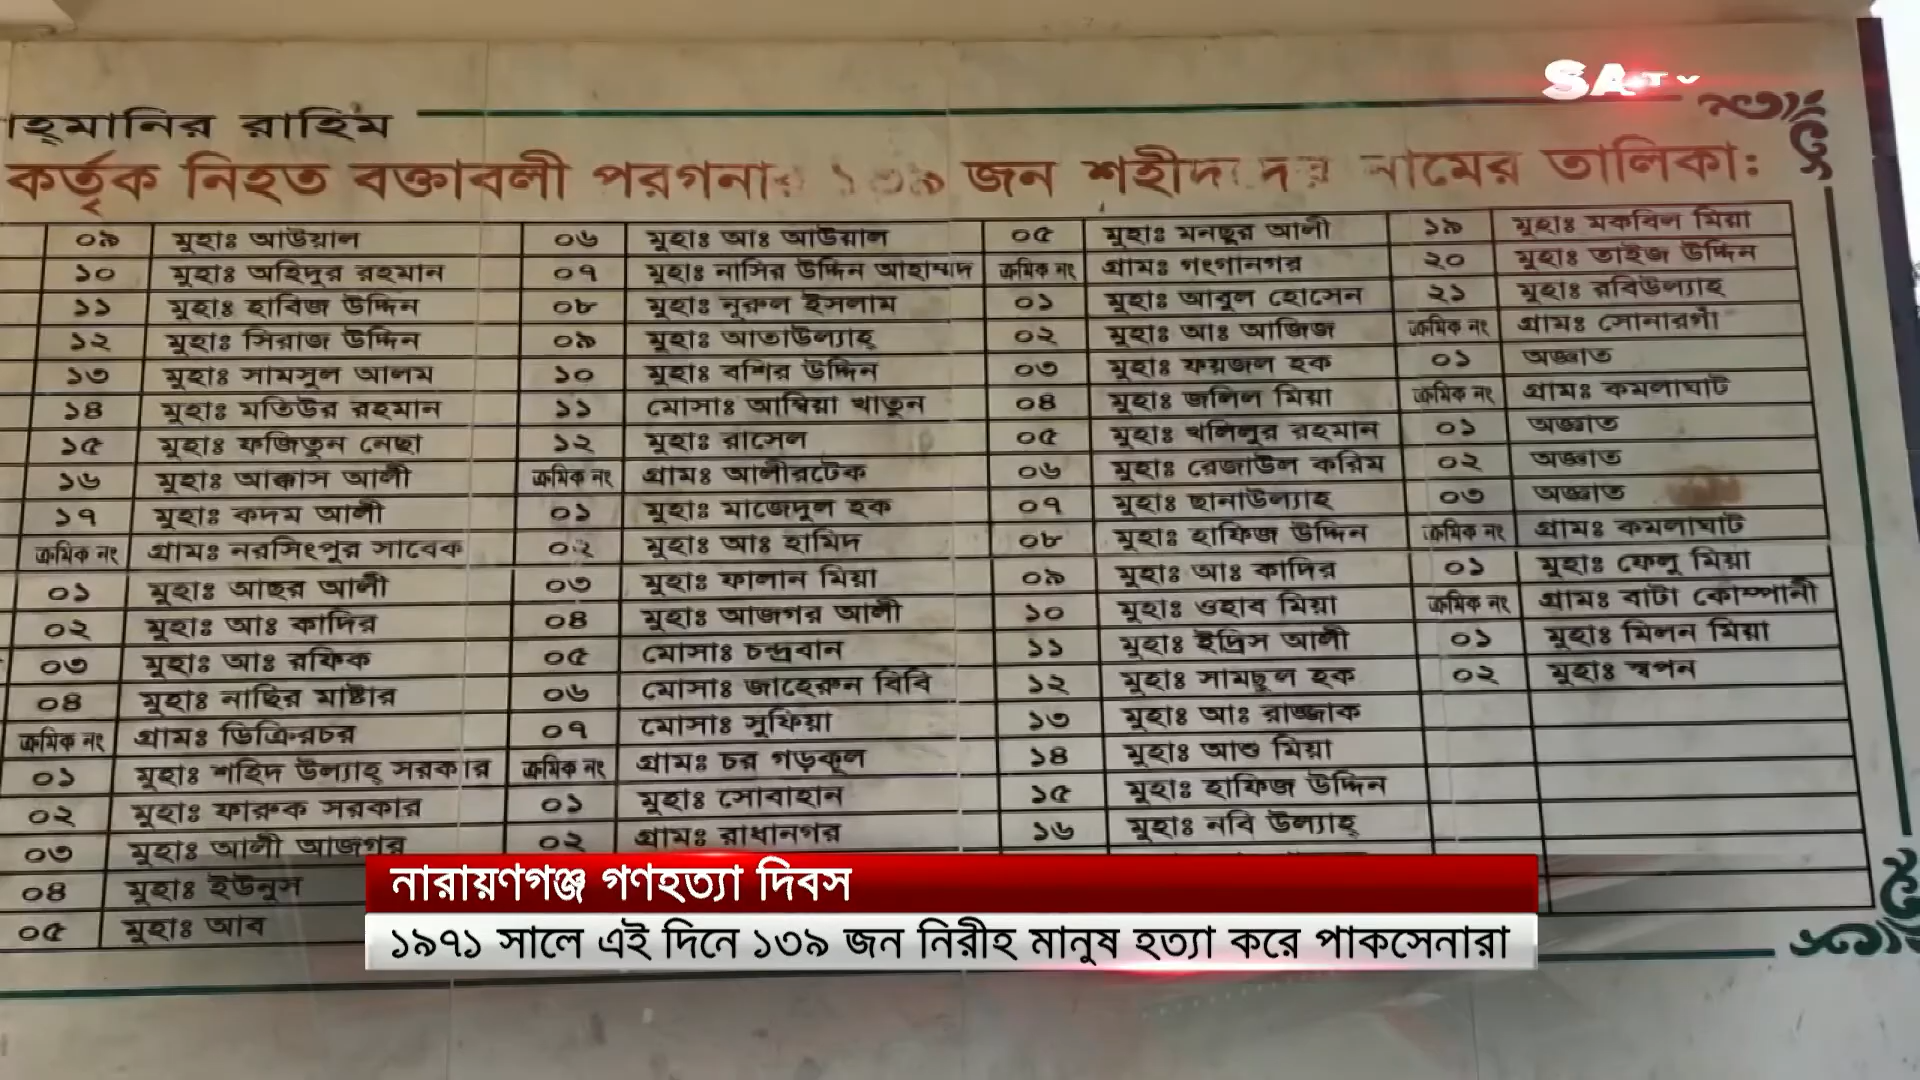 SA TV
হ্মানির রাহিম
কর্তৃক নিহত বক্তাবলী পরগনার ১৩৯ জন শহীদদের নামের তালিকা:
০৯ মুহাঃ আউয়াল ০৬ মুহাঃ আঃ আউয়াল ০৫ মুহাঃ মনছুর আলী ১৯ মুহাঃ মকবিল মিয়া
১০ মুহাঃ অহিদুর রহমান ০৭ মুহাঃ নাসির উদ্দিন আহাম্মদ ক্রমিক নং গ্রামঃ গংগানগর ২০ মুহাঃ তাইজ উদ্দিন
১১ মুহাঃ হাবিজ উদ্দিন ০৮ মুহাঃ নূরুল ইসলাম ০১ মুহাঃ আবুল হোসেন ২১ মুহাঃ রবিউল্যাহ
১২ মুহাঃ সিরাজ উদ্দিন ০৯ মুহাঃ আতাউল্যাহ্ ০২ মুহাঃ আঃ আজিজ ক্রমিক নং গ্রামঃ সোনারগাঁ
১৩ মুহাঃ সামসুল আলম ১০ মুহাঃ বশির উদ্দিন ০৩ মুহাঃ ফয়জল হক ০১ অজ্ঞাত
১৪ মুহাঃ মতিউর রহমান ১১ মোসাঃ আম্বিয়া খাতুন ০৪ মুহাঃ জলিল মিয়া ক্রমিক নং গ্রামঃ কমলাঘাট
১৫ মুহাঃ ফজিতুন নেছা ১২ মুহাঃ রাসেল ০৫ মুহাঃ খলিলুর রহমান ০১ অজ্ঞাত
১৬ মুহাঃ আক্কাস আলী ক্রমিক নং গ্রামঃ আলীরটেক ০৬ মুহাঃ রেজাউল করিম ০২ অজ্ঞাত
১৭ মুহাঃ কদম আলী ০১ মুহাঃ মাজেদুল হক ০৭ মুহাঃ ছানাউল্যাহ ০৩ অজ্ঞাত
ক্রমিক নং গ্রামঃ নরসিংপুর সাবেক ০২ মুহাঃ আঃ হামিদ ০৮ মুহাঃ হাফিজ উদ্দিন ক্রমিক নং গ্রামঃ কমলাঘাট
০১ মুহাঃ আছর আলী ০৩ মুহাঃ ফালান মিয়া ০৯ মুহাঃ আঃ কাদির ০১ মুহাঃ ফেলু মিয়া
০২ মুহাঃ আঃ কাদির ০৪ মুহাঃ আজগর আলী ১০ মুহাঃ ওহাব মিয়া ক্রমিক নং গ্রামঃ বাটা কোম্পানী
০৩ মুহাঃ আঃ রফিক ০৫ মোসাঃ চন্দ্রবান ১১ মুহাঃ ইদ্রিস আলী ০১ মুহাঃ মিলন মিয়া
০৪ মুহাঃ নাছির মাষ্টার ০৬ মোসাঃ জাহেরুন বিবি ১২ মুহাঃ সামছুল হক ০২ মুহাঃ স্বপন
ক্রমিক নং গ্রামঃ ডিক্রিরচর ০৭ মোসাঃ সুফিয়া ১৩ মুহাঃ আঃ রাজ্জাক
০১ মুহাঃ শহিদ উল্যাহ্ সরকার ক্রমিক নং গ্রামঃ চর গড়কুল ১৪ মুহাঃ আশু মিয়া
০২ মুহাঃ ফারুক সরকার ০১ মুহাঃ সোবাহান ১৫ মুহাঃ হাফিজ উদ্দিন
০৩ মুহাঃ আলী আজগর ০২ গ্রামঃ রাধানগর ১৬ মুহাঃ নবি উল্যাহ্
০৪ মুহাঃ ইউনুস
০৫ মুহাঃ আব
নারায়ণগঞ্জ গণহত্যা দিবস
১৯৭১ সালে এই দিনে ১৩৯ জন নিরীহ মানুষ হত্যা করে পাকসেনারা